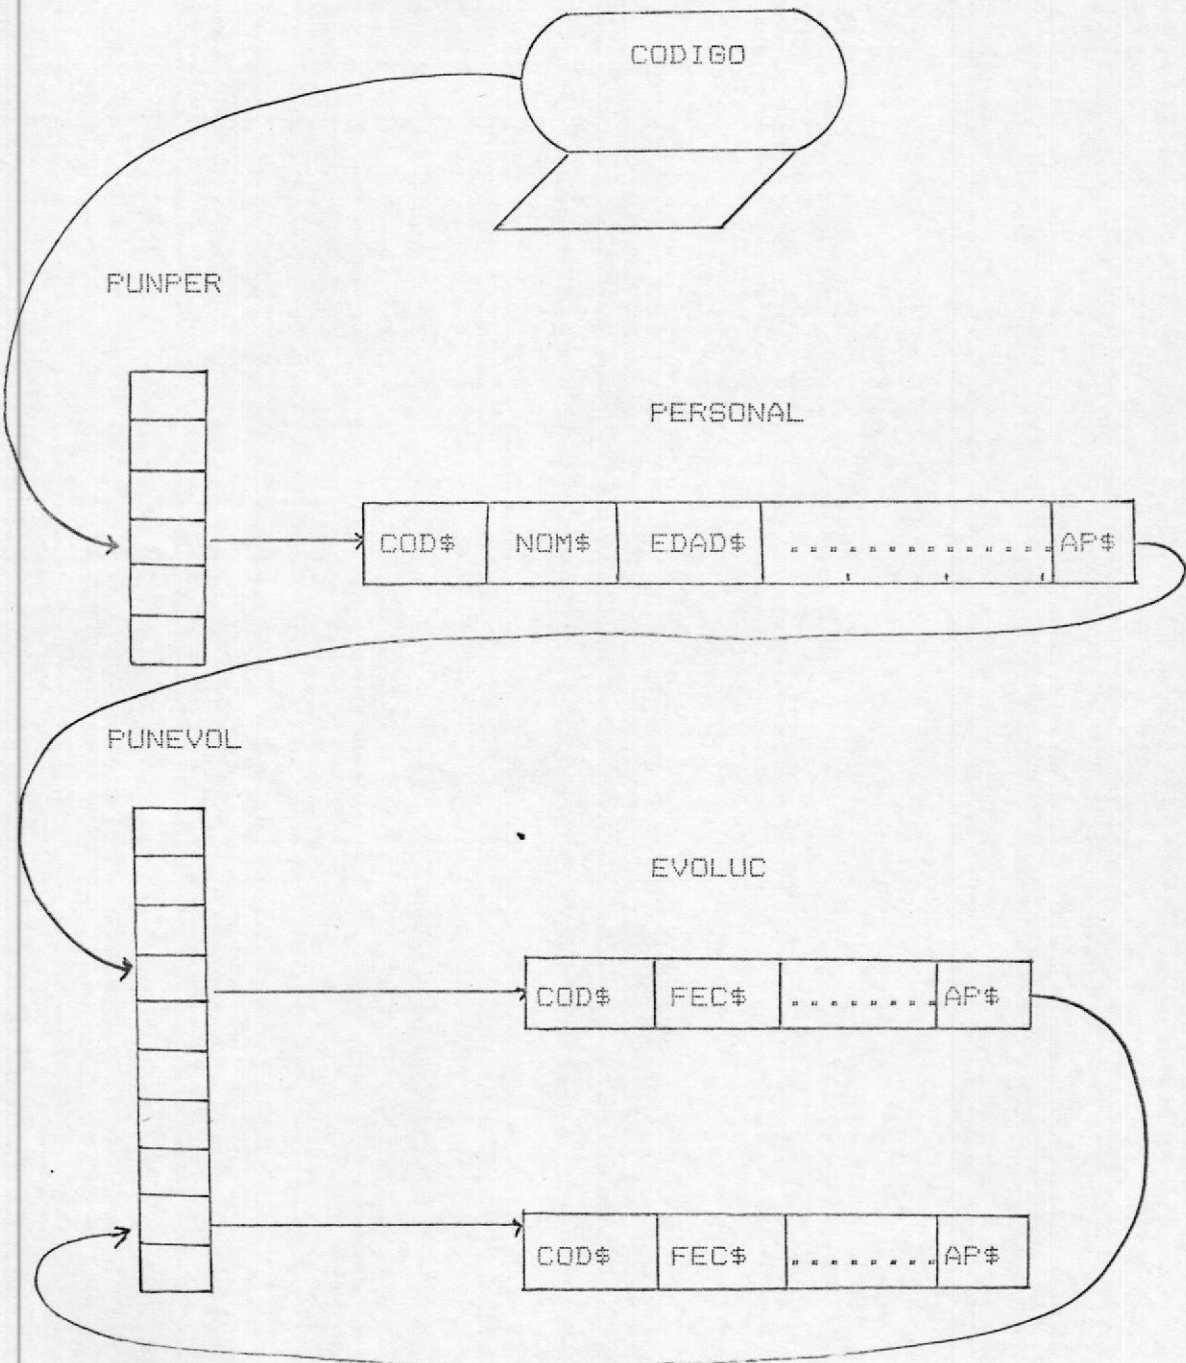 CODIGO
PUNPER
PERSONAL
COD$ NOM$ EDAD$ .............. AP$
PUNEVOL
EVOLUC
COD$ FEC$ ........ AP$
COD$ FEC$ ........ AP$